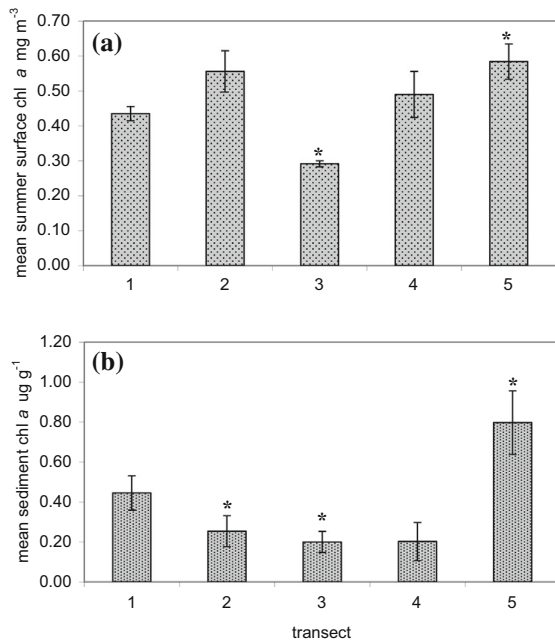 (a)
mean summer surface chl a mg m-3
0.70
0.60
0.50
0.40
0.30
0.20
0.10
0.00
*
*
1 2 3 4 5
(b)
mean sediment chl a ug g-1
1.20
1.00
0.80
0.60
0.40
0.20
0.00
*
*
*
1 2 3 4 5
transect